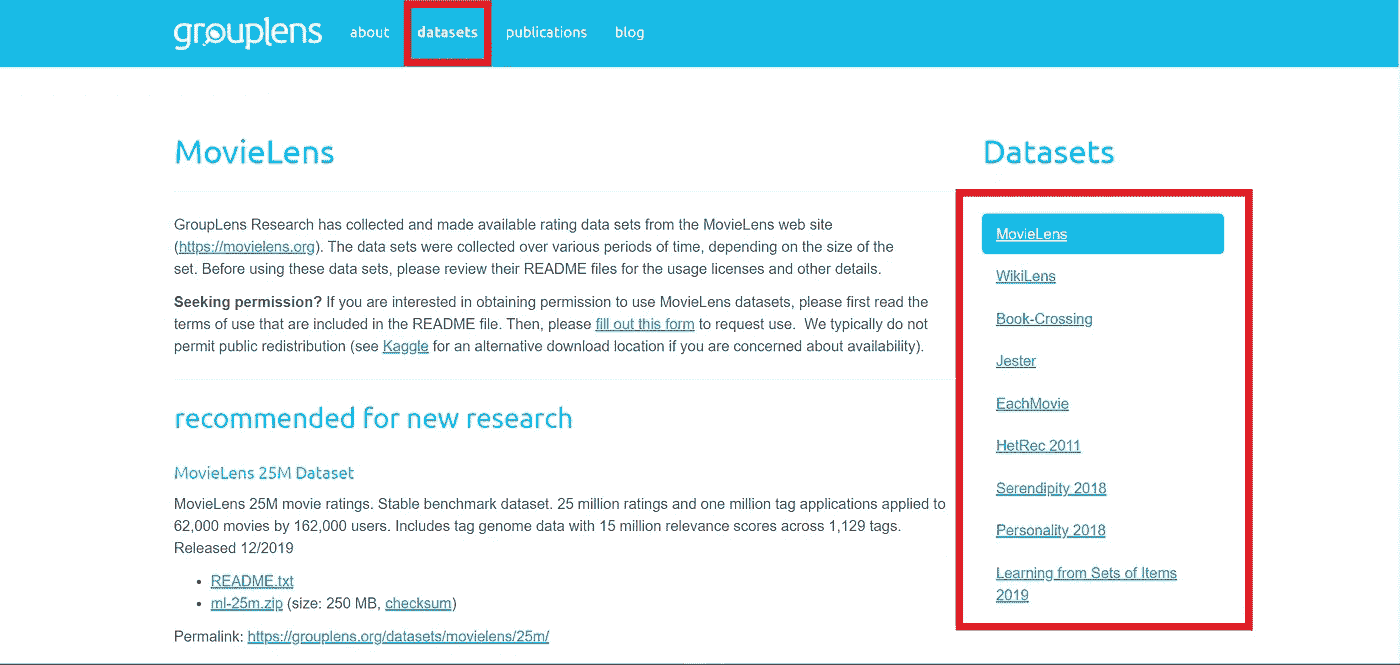 grouplens about datasets publications blog
MovieLens
GroupLens Research has collected and made available rating data sets from the MovieLens web site
(https://movielens.org). The data sets were collected over various periods of time, depending on the size of the
set. Before using these data sets, please review their README files for the usage licenses and other details.
Seeking permission? If you are interested in obtaining permission to use MovieLens datasets, please first read the
terms of use that are included in the README file. Then, please fill out this form to request use. We typically do not
permit public redistribution (see Kaggle for an alternative download location if you are concerned about availability).
recommended for new research
MovieLens 25M Dataset
MovieLens 25M movie ratings. Stable benchmark dataset. 25 million ratings and one million tag applications applied to
62,000 movies by 162,000 users. Includes tag genome data with 15 million relevance scores across 1,129 tags.
Released 12/2019
• README.txt
• ml-25m.zip (size: 250 MB, checksum)
Permalink: https://grouplens.org/datasets/movielens/25m/
Datasets
MovieLens
WikiLens
Book-Crossing
Jester
EachMovie
HetRec 2011
Serendipity 2018
Personality 2018
Learning from Sets of Items
2019